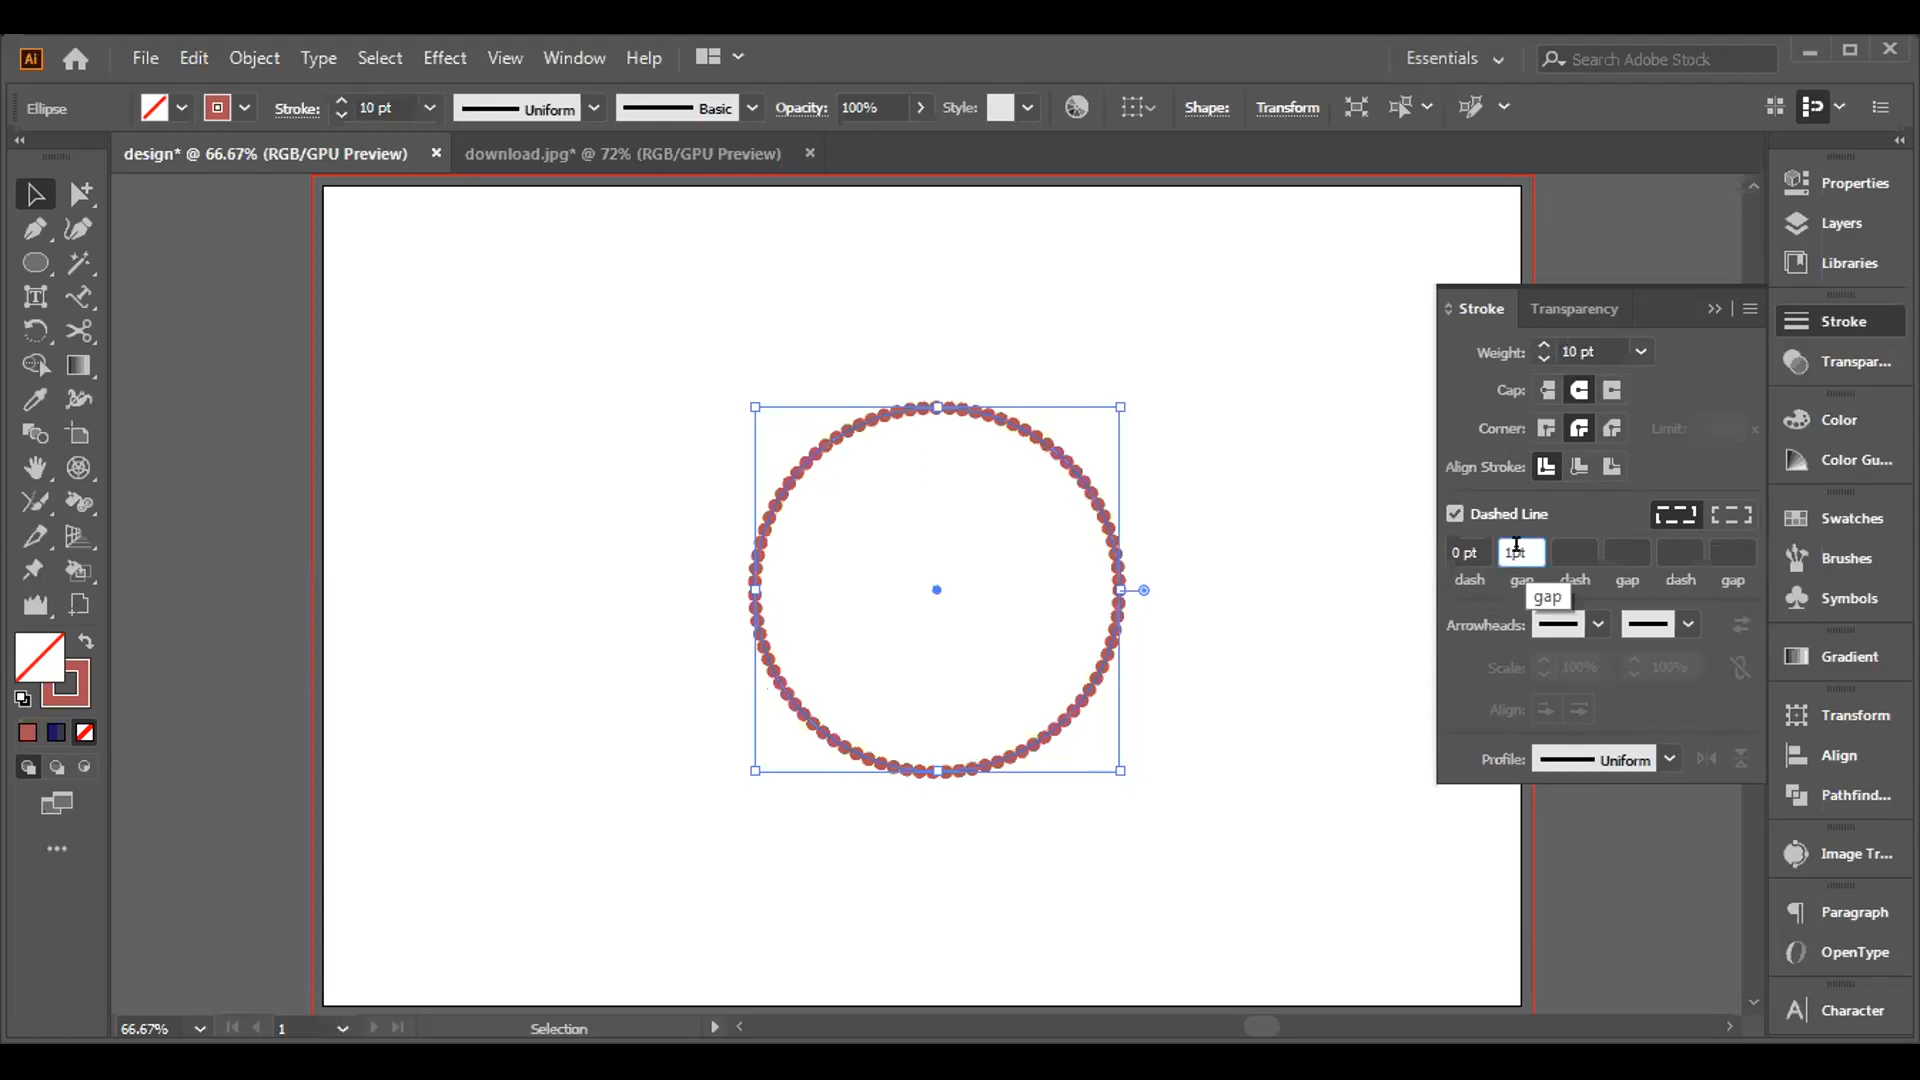 Ai File Edit Object Type Select Effect View Window Help Essentials Search Adobe Stock
Ellipse Stroke: 10 pt Uniform Basic Opacity: 100% Style: Shape: Transform
design* @ 66.67% (RGB/GPU Preview) × download.jpg* @ 72% (RGB/GPU Preview) ×
Properties
Layers
Libraries
Stroke
Transpar...
Color
Color Gu...
Swatches
Brushes
Symbols
Gradient
Transform
Align
Pathfind...
Image Tr...
Paragraph
OpenType
Character
Stroke Transparency
Weight: 10 pt
Cap:
Corner: Limit: x
Align Stroke:
Dashed Line
0 pt 1pt
dash gap dash gap dash gap
gap
Arrowheads:
Scale: 100% 100%
Align:
Profile: Uniform
66.67% 1 Selection